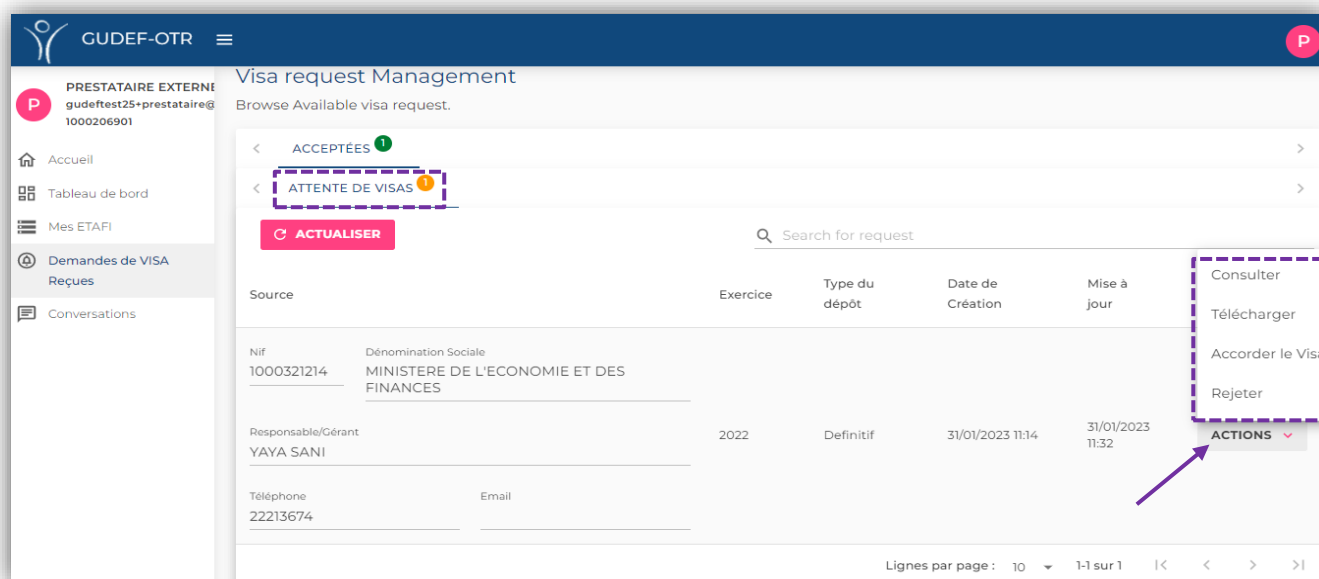 GUDEF-OTR
P
PRESTATAIRE EXTERNE
P
gudeftest25+prestataire@
1000206901
Accueil
Tableau de bord
Mes ETAFI
Demandes de VISA
Reçues
Conversations
Visa request Management
Browse Available visa request.
ACCEPTÉES 1
ATTENTE DE VISAS 1
ACTUALISER
Search for request
Source
Exercice
Type du
dépôt
Date de
Création
Mise à
jour
Consulter
Télécharger
Accorder le Visa
Rejeter
ACTIONS
Nif
1000321214
Dénomination Sociale
MINISTERE DE L'ECONOMIE ET DES
FINANCES
Responsable/Gérant
YAYA SANI
2022
Definitif
31/01/2023 11:14
31/01/2023
11:32
Téléphone
22213674
Email
Lignes par page : 10 1-1 sur 1